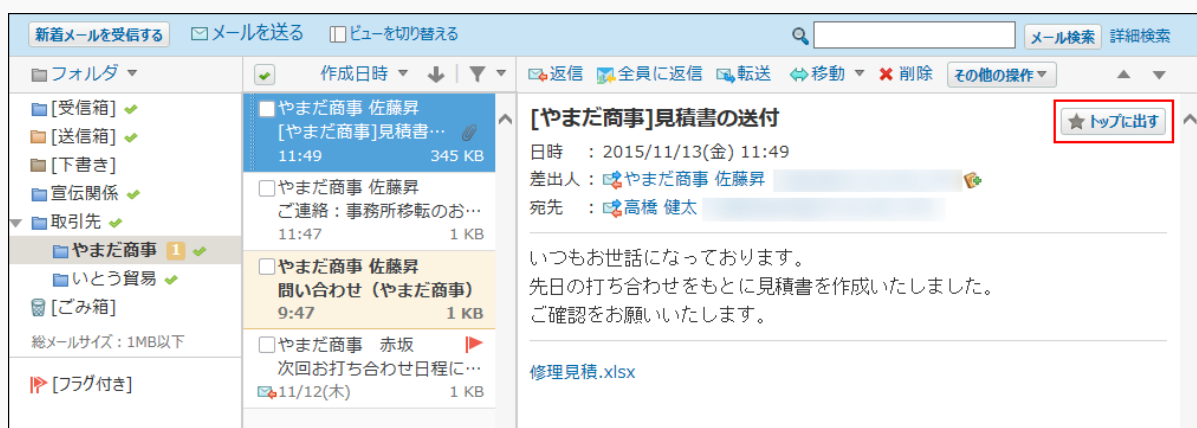 新着メールを受信する メールを送る ビューを切り替える メール検索 詳細検索
フォルダ
[受信箱]
[送信箱]
[下書き]
宣伝関係
取引先
やまだ商事 1
いとう貿易
[ごみ箱]
総メールサイズ：1MB以下
[フラグ付き]
作成日時
やまだ商事 佐藤昇
[やまだ商事]見積書…
11:49 345 KB
やまだ商事 佐藤昇
ご連絡：事務所移転のお…
11:47 1 KB
やまだ商事 佐藤昇
問い合わせ（やまだ商事）
9:47 1 KB
やまだ商事　赤坂
次回お打ち合わせ日程に…
11/12(木) 1 KB
返信 全員に返信 転送 移動 削除 その他の操作
[やまだ商事]見積書の送付 トップに出す
日時　：2015/11/13(金) 11:49
差出人：やまだ商事 佐藤昇
宛先　：高橋 健太
いつもお世話になっております。
先日の打ち合わせをもとに見積書を作成いたしました。
ご確認をお願いいたします。
修理見積.xlsx